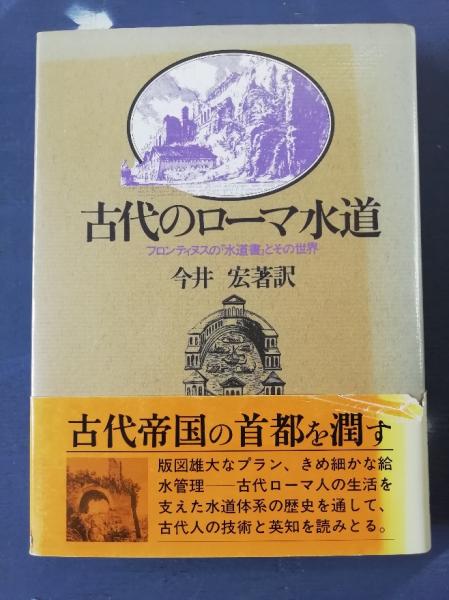 古代のローマ水道
フロンティヌスの『水道書』とその世界
今井 宏著訳
古代帝国の首都を潤す
版図雄大なプラン、きめ細かな給
水管理——古代ローマ人の生活を
支えた水道体系の歴史を通して、
古代人の技術と英知を読みとる。